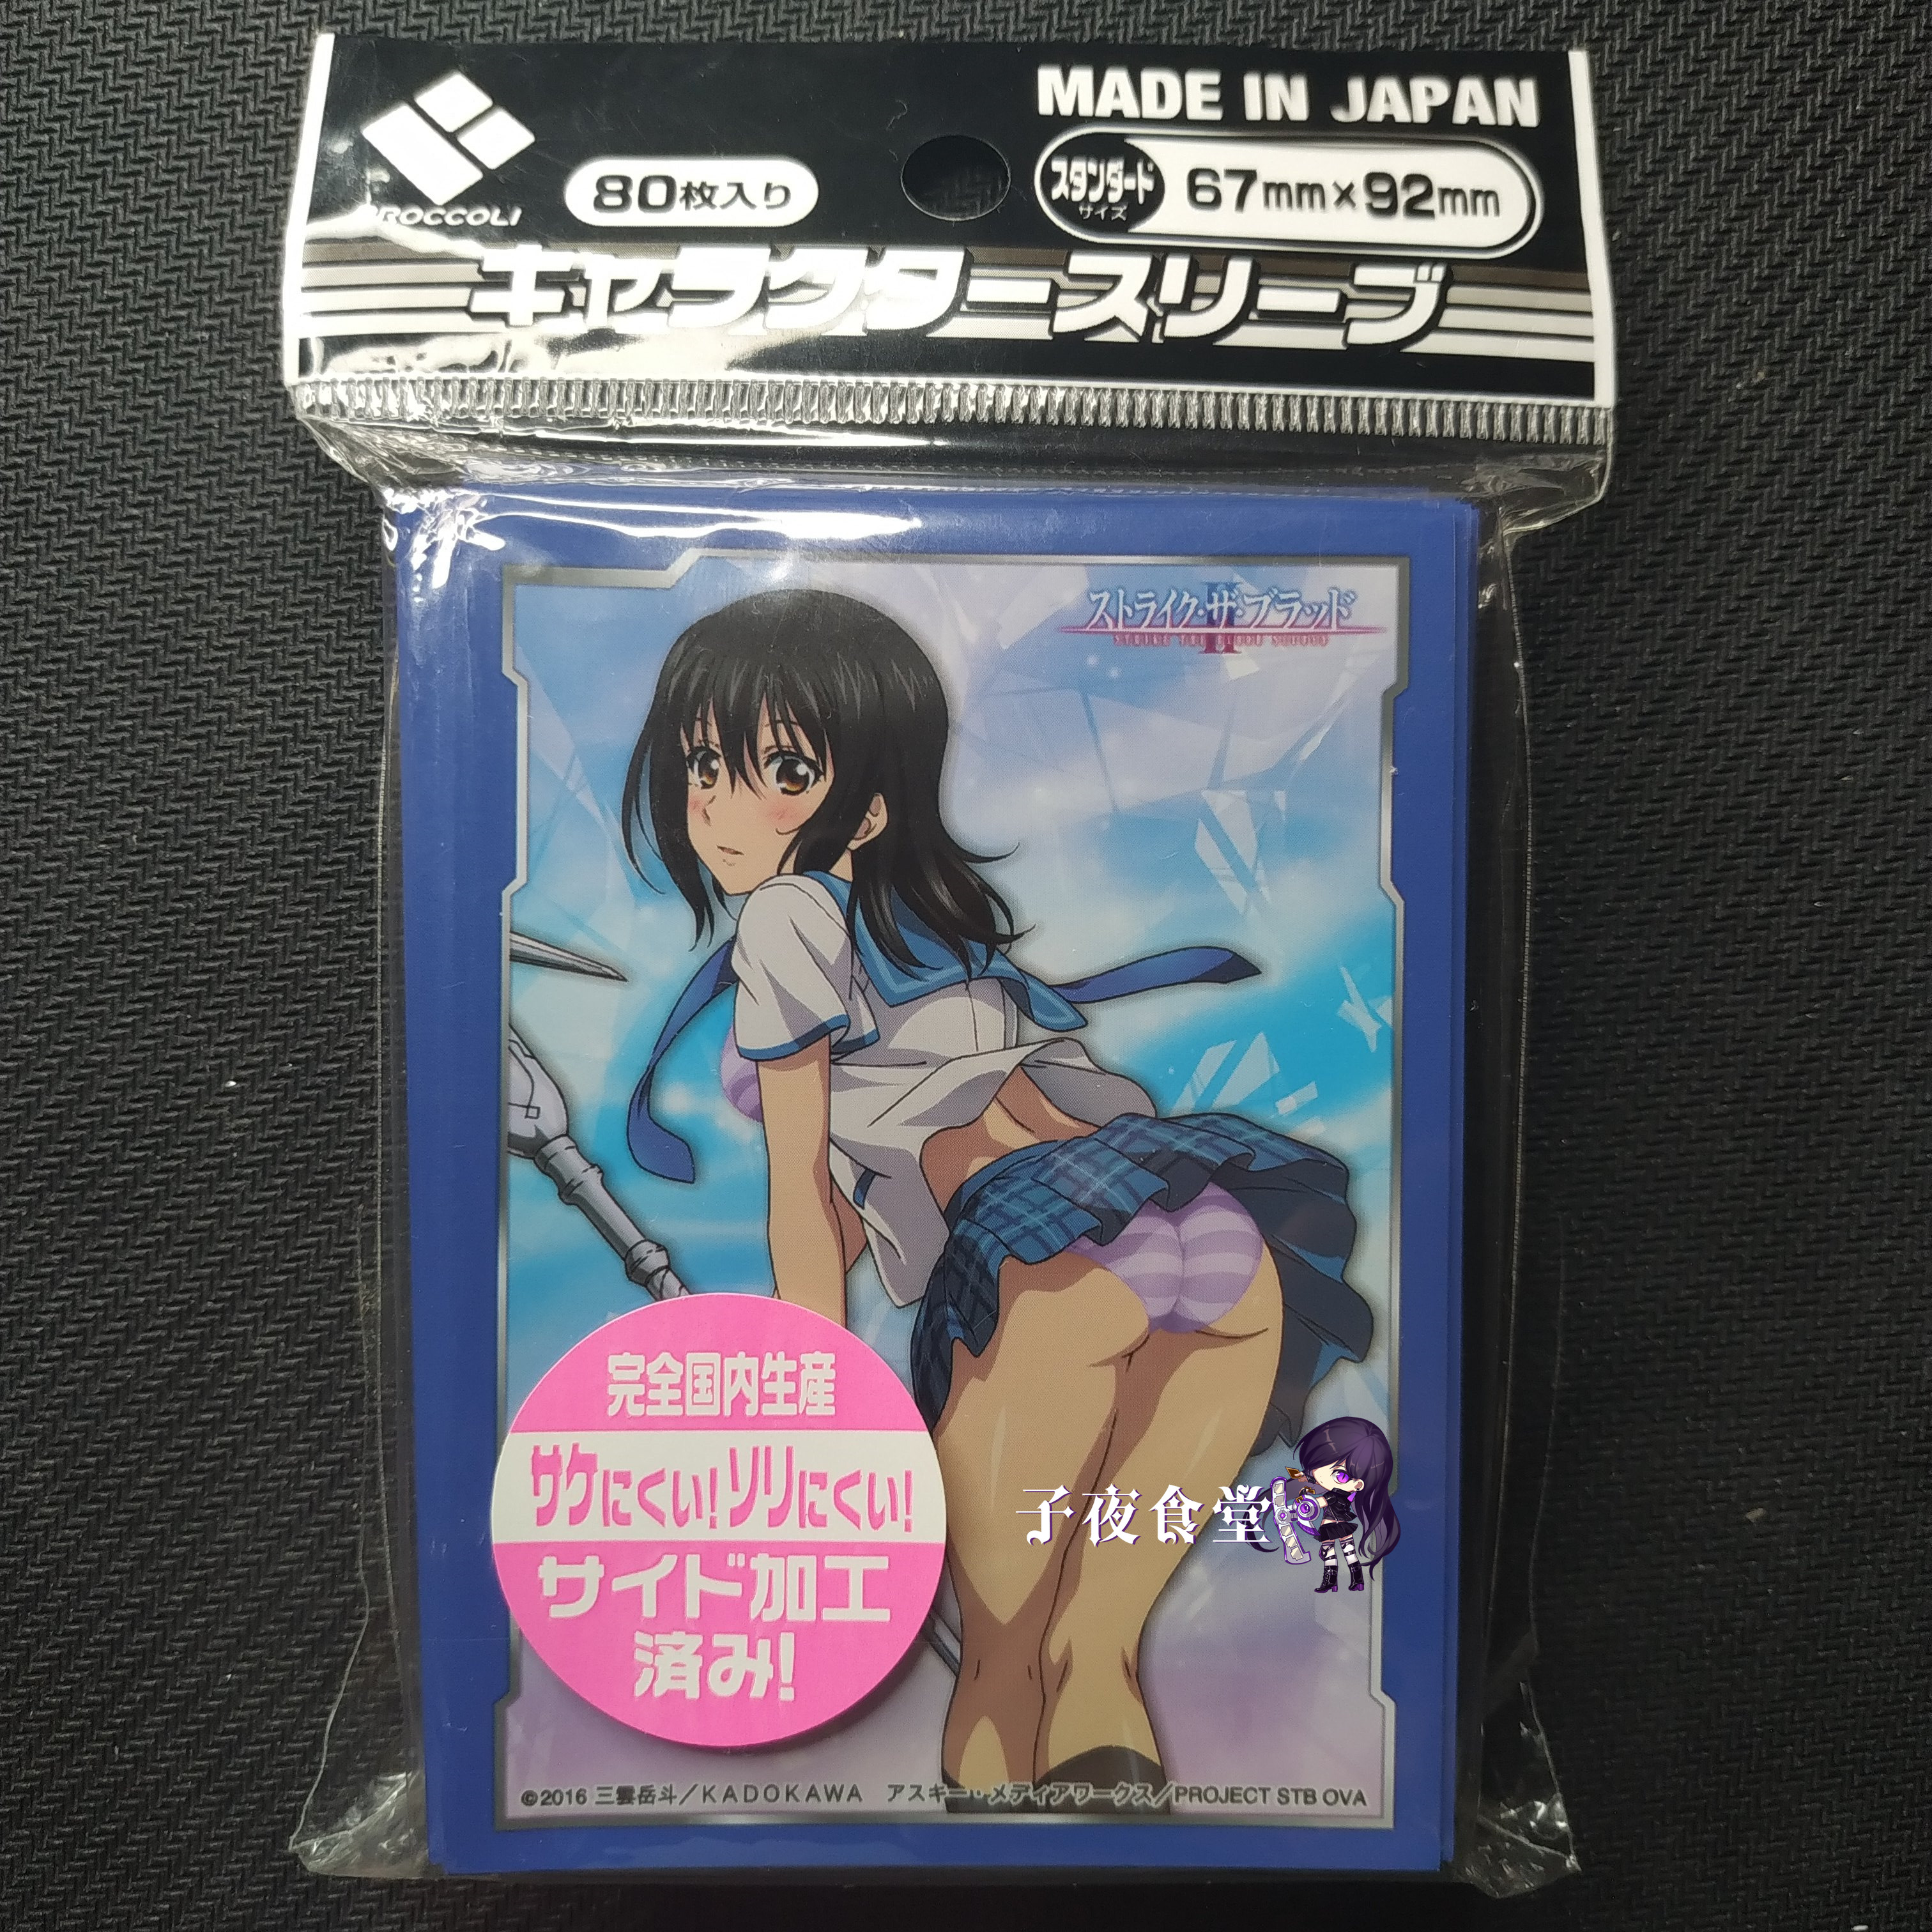 MADE IN JAPAN
BROCCOLI
80枚入り
スタンダード
サイズ
67mm×92mm
キャラクタースリーブ
ストライク・ザ・ブラッド
II
完全国内生産
サケにくい!ソリにくい!
サイド加工
済み!
子夜食堂
©2016 三雲岳斗／KADOKAWA アスキー・メディアワークス／PROJECT STB OVA